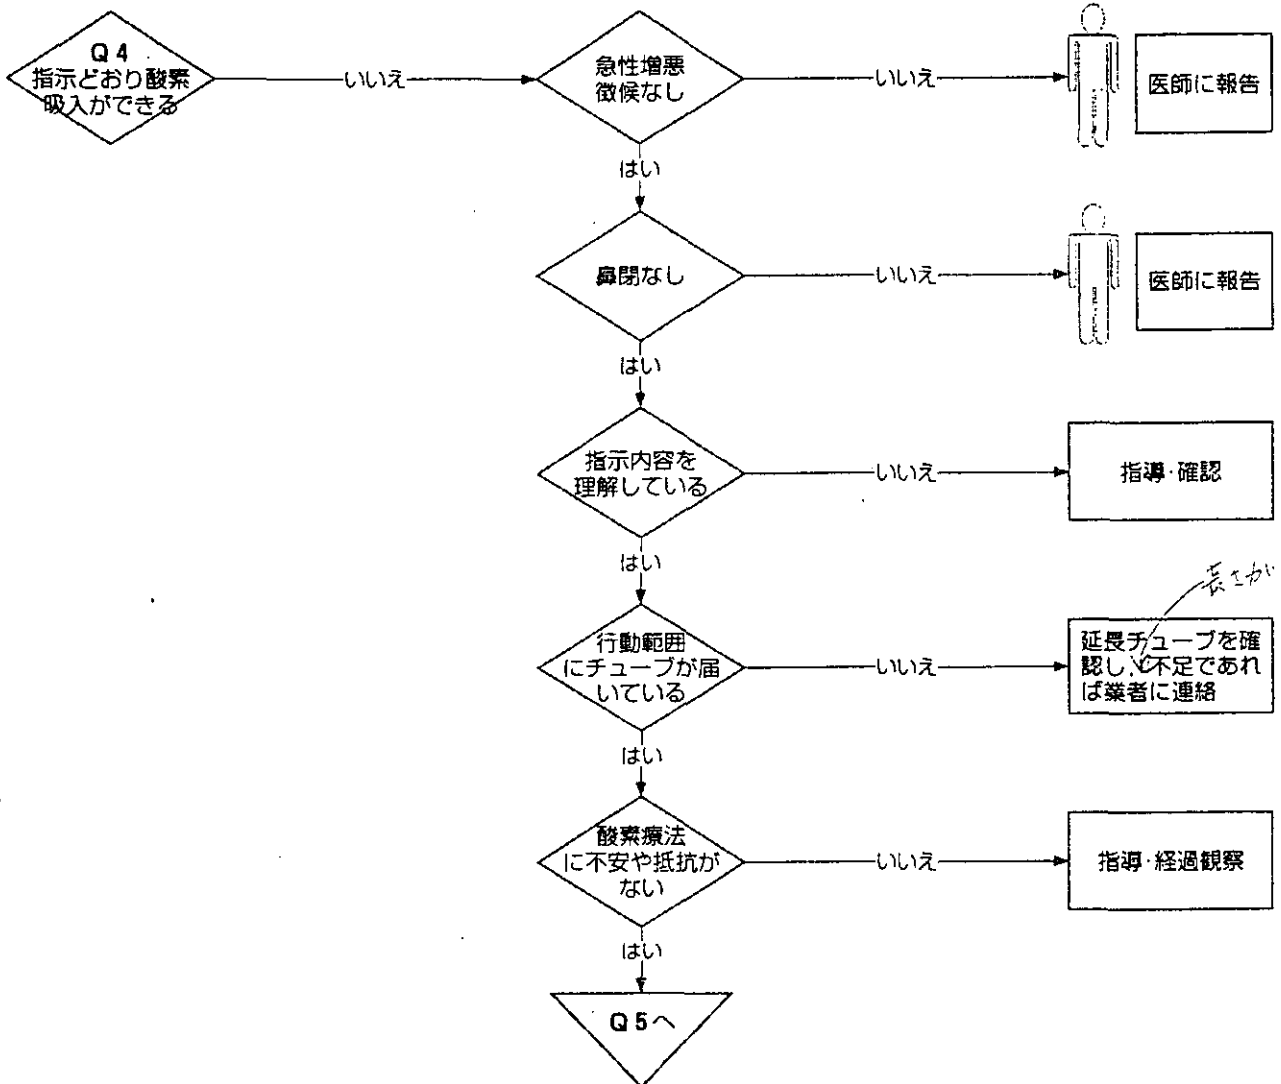 Q4
指示どおり酸素
吸入ができる
いいえ
急性増悪
徴候なし
いいえ
医師に報告
はい
鼻閉なし
いいえ
医師に報告
はい
指示内容を
理解している
いいえ
指導・確認
はい
長さが
行動範囲
にチューブが届
いている
いいえ
延長チューブを確
認し、不足であれ
ば業者に連絡
はい
酸素療法
に不安や抵抗が
ない
いいえ
指導・経過観察
はい
Q5へ